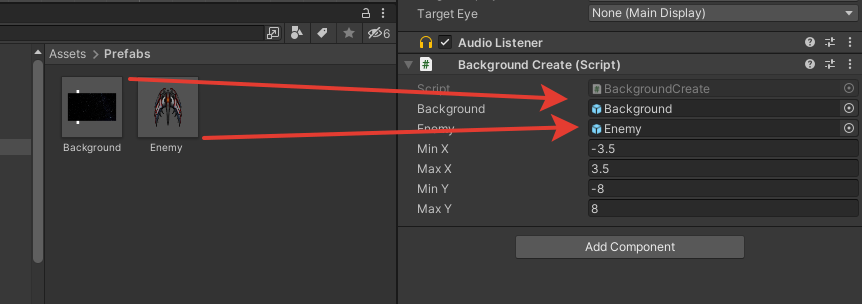 Target Eye
None (Main Display)
6
Assets > Prefabs
Background
Enemy
# Audio Listener
# Background Create (Script)
Script
# BackgroundCreate
Background
Background
Enemy
Enemy
Min X
-3.5
Max X
3.5
Min Y
-8
Max Y
8
Add Component